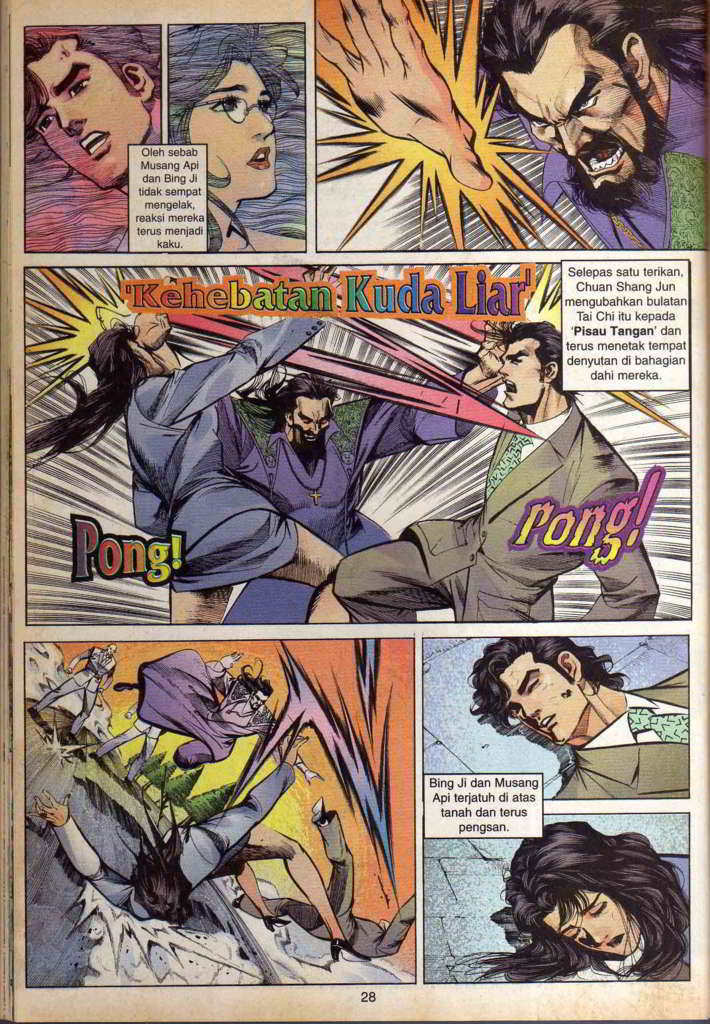 Oleh sebab
Musang Api
dan Bing Ji
tidak sempat
mengelak,
reaksi mereka
terus menjadi
kaku.
'Kehebatan Kuda Liar'
Selepas satu terikan,
Chuan Shang Jun
mengubahkan bulatan
Tai Chi itu kepada
'Pisau Tangan' dan
terus menetak tempat
denyutan di bahagian
dahi mereka.
Pong!
Pong!
Bing Ji dan Musang
Api terjatuh di atas
tanah dan terus
pengsan.
28